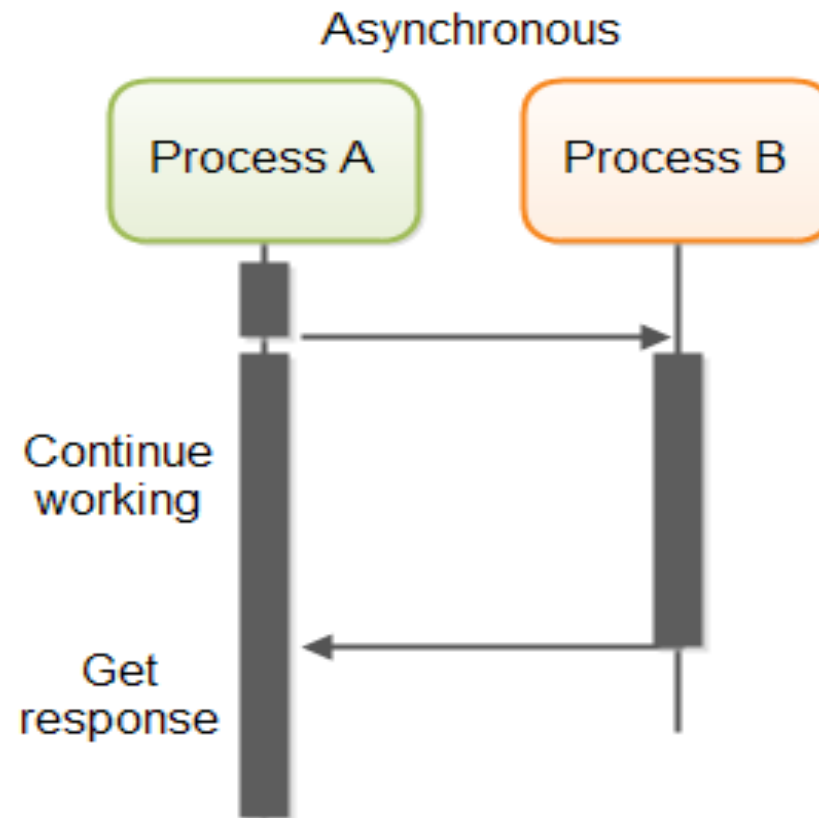 Asynchronous
Process A
Process B
Continue
working
Get
response